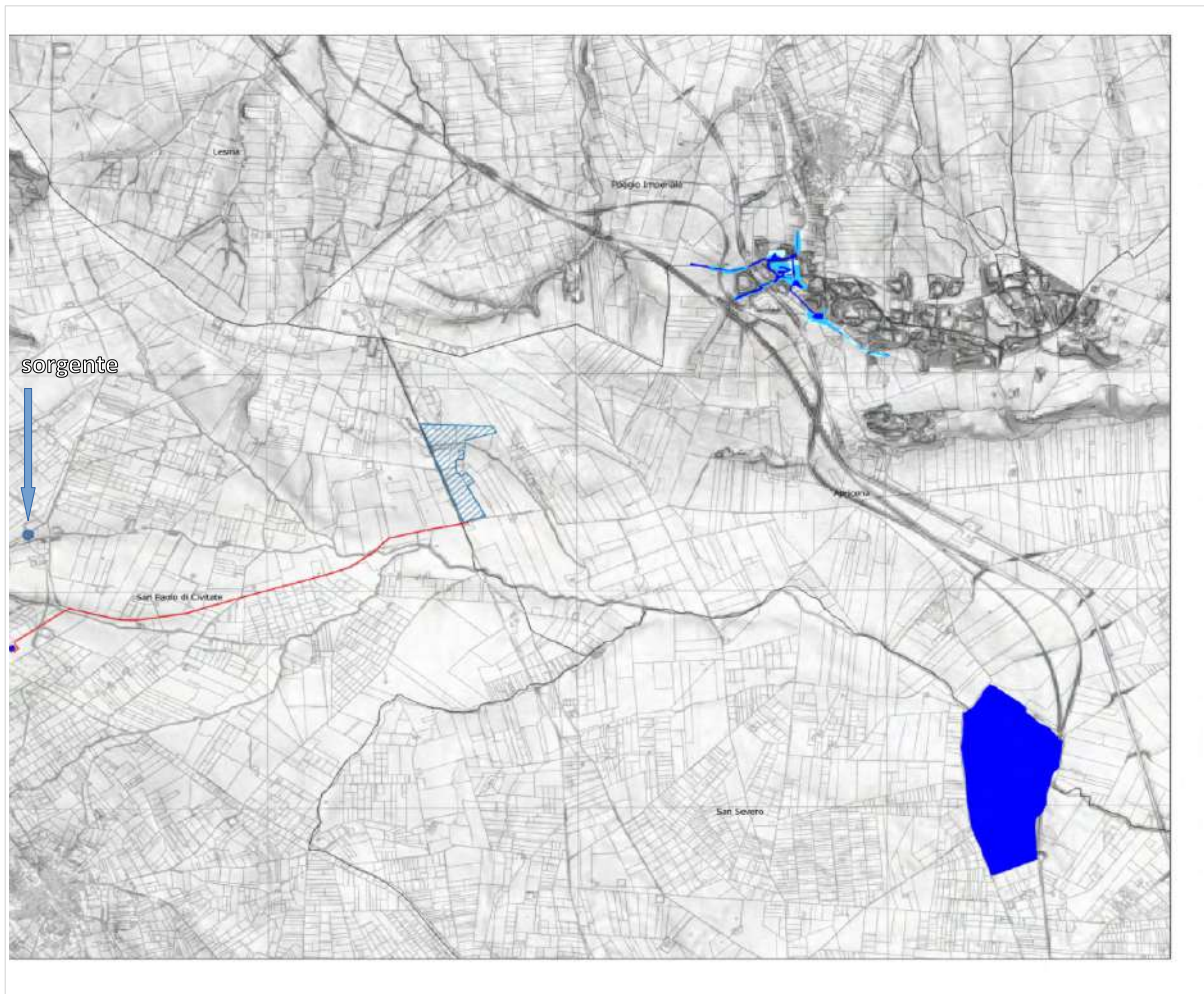 Lesina
Poggio Imperiale
sorgente
Apricena
San Paolo di Civitate
San Severo